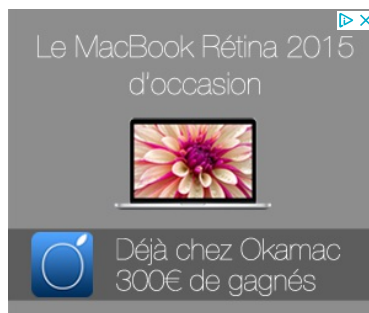 Le MacBook Rétina 2015
d'occasion
Déjà chez Okamac
300€ de gagnés